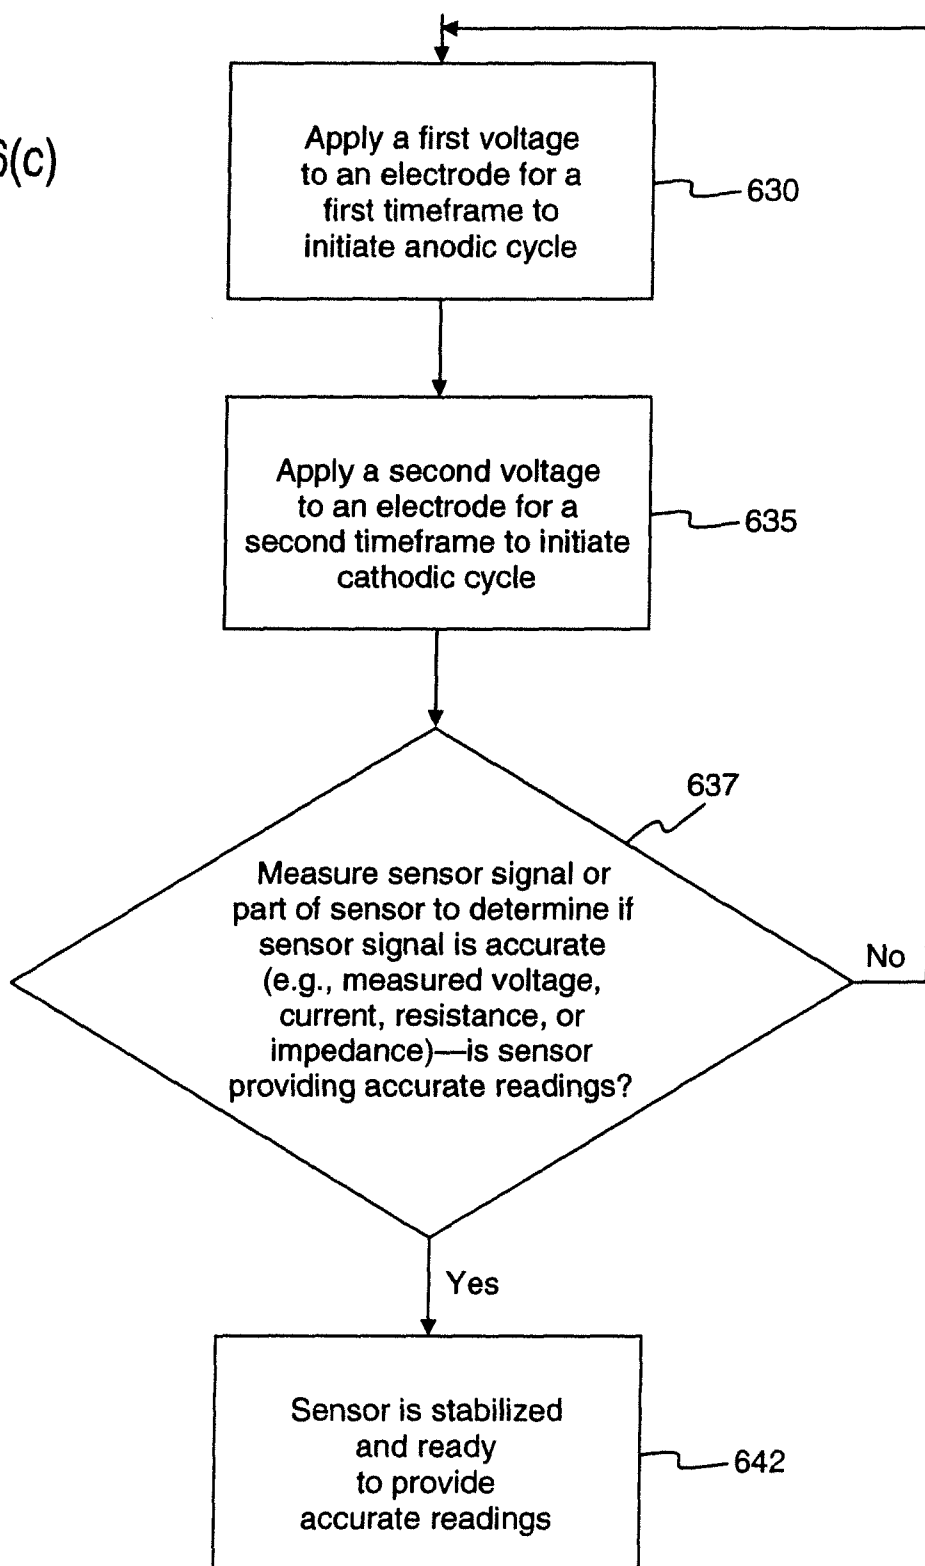 6(c)
Apply a first voltage
to an electrode for a
first timeframe to
initiate anodic cycle
630
Apply a second voltage
to an electrode for a
second timeframe to initiate
cathodic cycle
635
637
Measure sensor signal or
part of sensor to determine if
sensor signal is accurate
(e.g., measured voltage,
current, resistance, or
impedance)—is sensor
providing accurate readings?
No
Yes
Sensor is stabilized
and ready
to provide
accurate readings
642